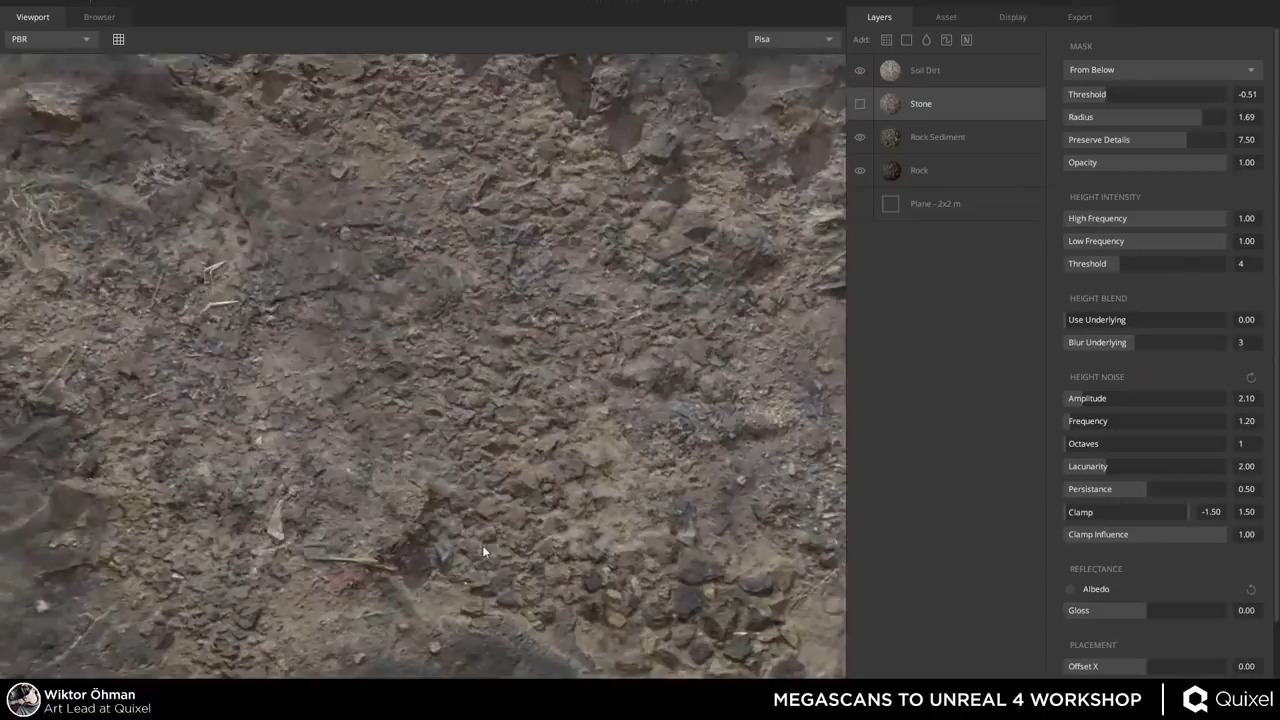 Viewport Browser
PBR
Pisa
Layers Asset Display Export
Add:
N
Soil Dirt
Stone
Rock Sediment
Rock
Plane - 2x2 m
MASK
From Below
Threshold -0.51
Radius 1.69
Preserve Details 7.50
Opacity 1.00
HEIGHT INTENSITY
High Frequency 1.00
Low Frequency 1.00
Threshold 4
HEIGHT BLEND
Use Underlying 0.00
Blur Underlying 3
HEIGHT NOISE
Amplitude 2.10
Frequency 1.20
Octaves 1
Lacunarity 2.00
Persistance 0.50
Clamp -1.50 1.50
Clamp Influence 1.00
REFLECTANCE
Albedo
Gloss 0.00
PLACEMENT
Offset X 0.00
Wiktor Öhman
Art Lead at Quixel
MEGASCANS TO UNREAL 4 WORKSHOP
Quixel